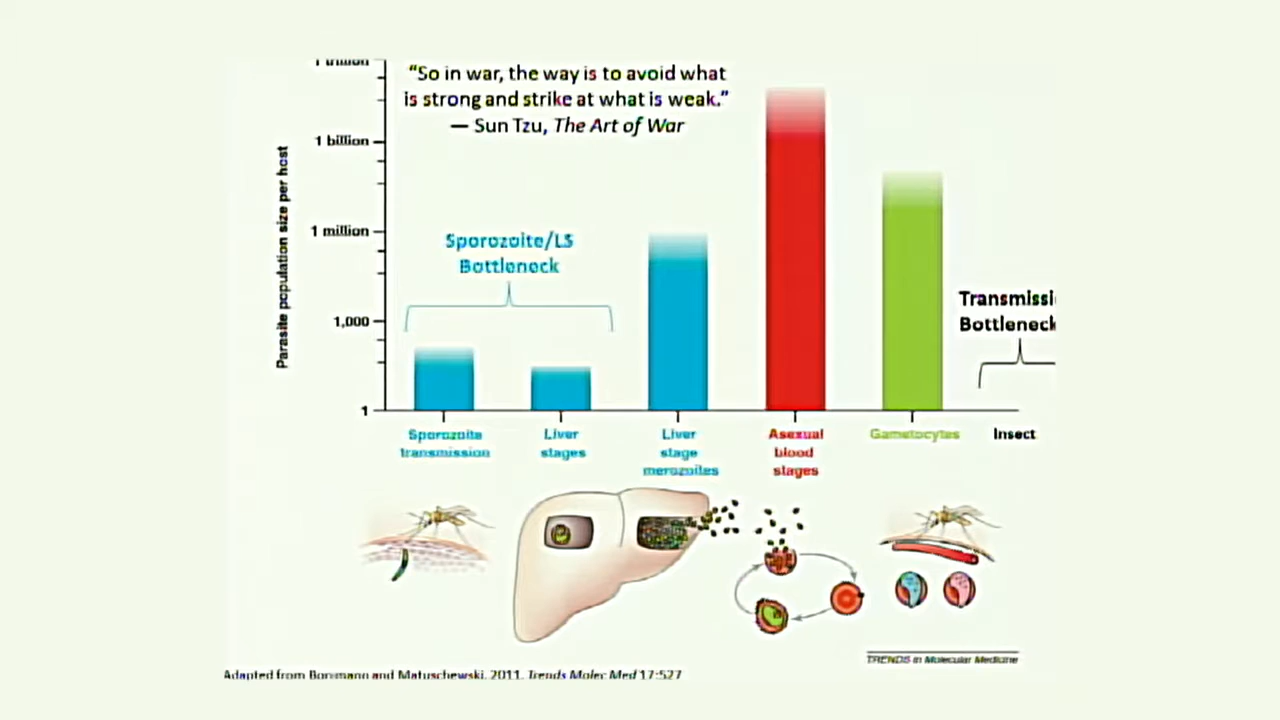 “So in war, the way is to avoid what
is strong and strike at what is weak.”
— Sun Tzu, The Art of War
Parasite population size per host
1 trillion
1 billion
1 million
1,000
1
Sporozoite/LS
Bottleneck
Transmissi
Bottleneck
Sporozoite
transmission
Liver
stages
Liver
stage
merozoites
Asexual
blood
stages
Gametocytes
Insect
TRENDS in Molecular Medicine
Adapted from Borrmann and Matuschewski. 2011. Trends Molec Med 17:527